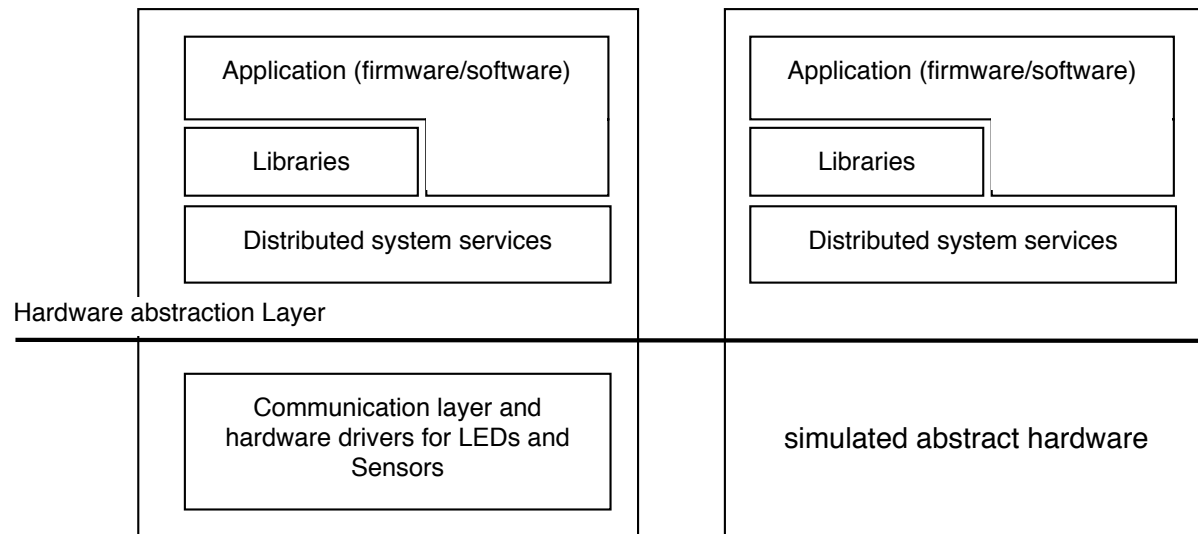 Application (firmware/software)
Libraries
Distributed system services
Application (firmware/software)
Libraries
Distributed system services
Hardware abstraction Layer
Communication layer and
hardware drivers for LEDs and
Sensors
simulated abstract hardware